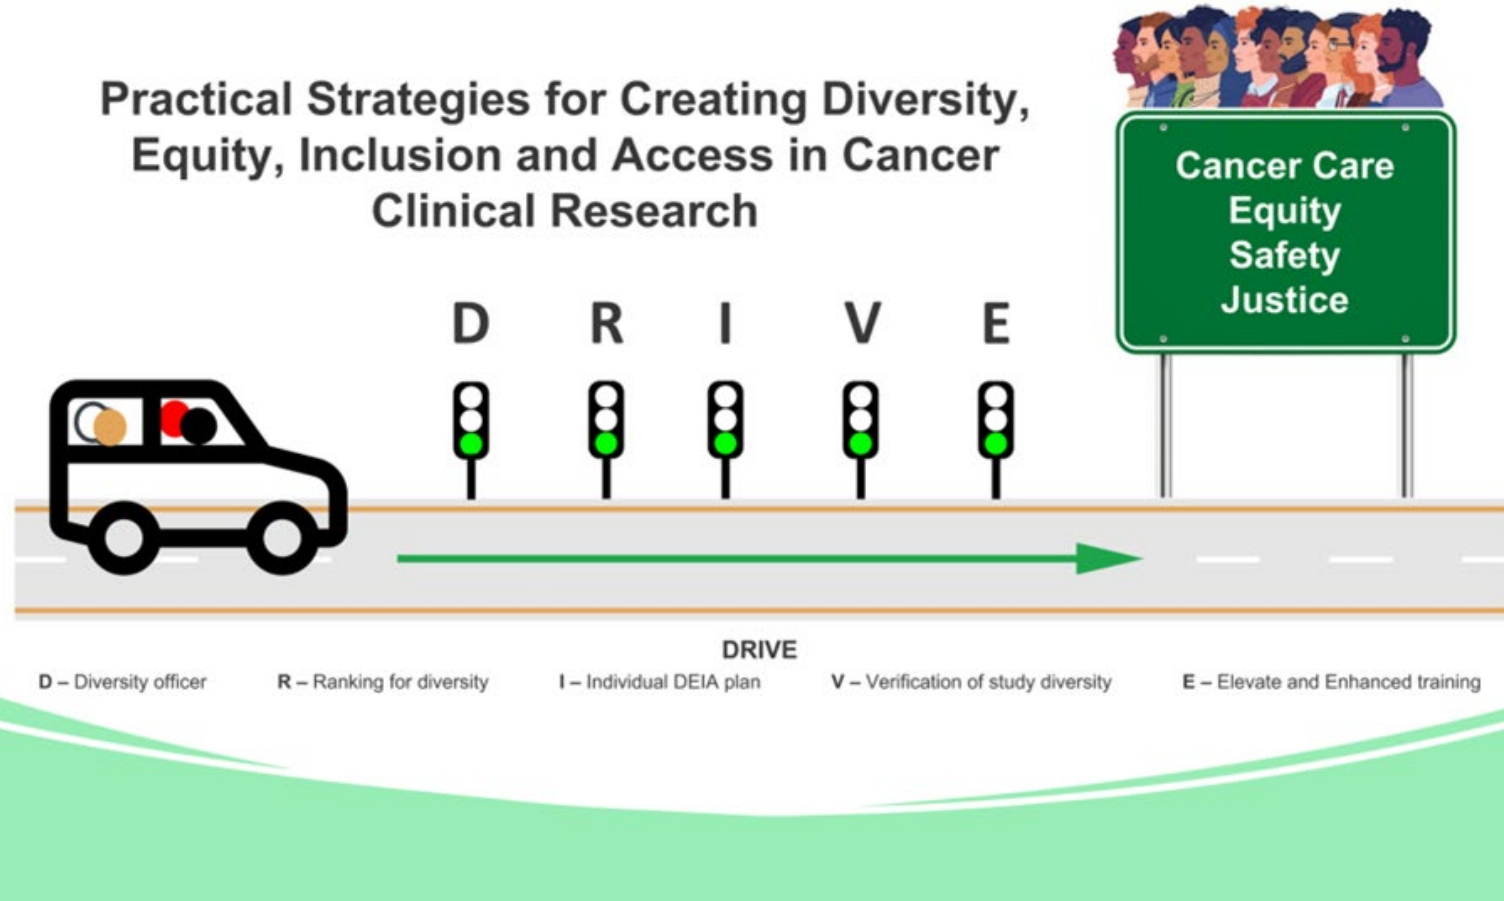 Practical Strategies for Creating Diversity,
Equity, Inclusion and Access in Cancer
Clinical Research
Cancer Care
Equity
Safety
Justice
D R I V E
DRIVE
D – Diversity officer R – Ranking for diversity I – Individual DEIA plan V – Verification of study diversity E – Elevate and Enhanced training